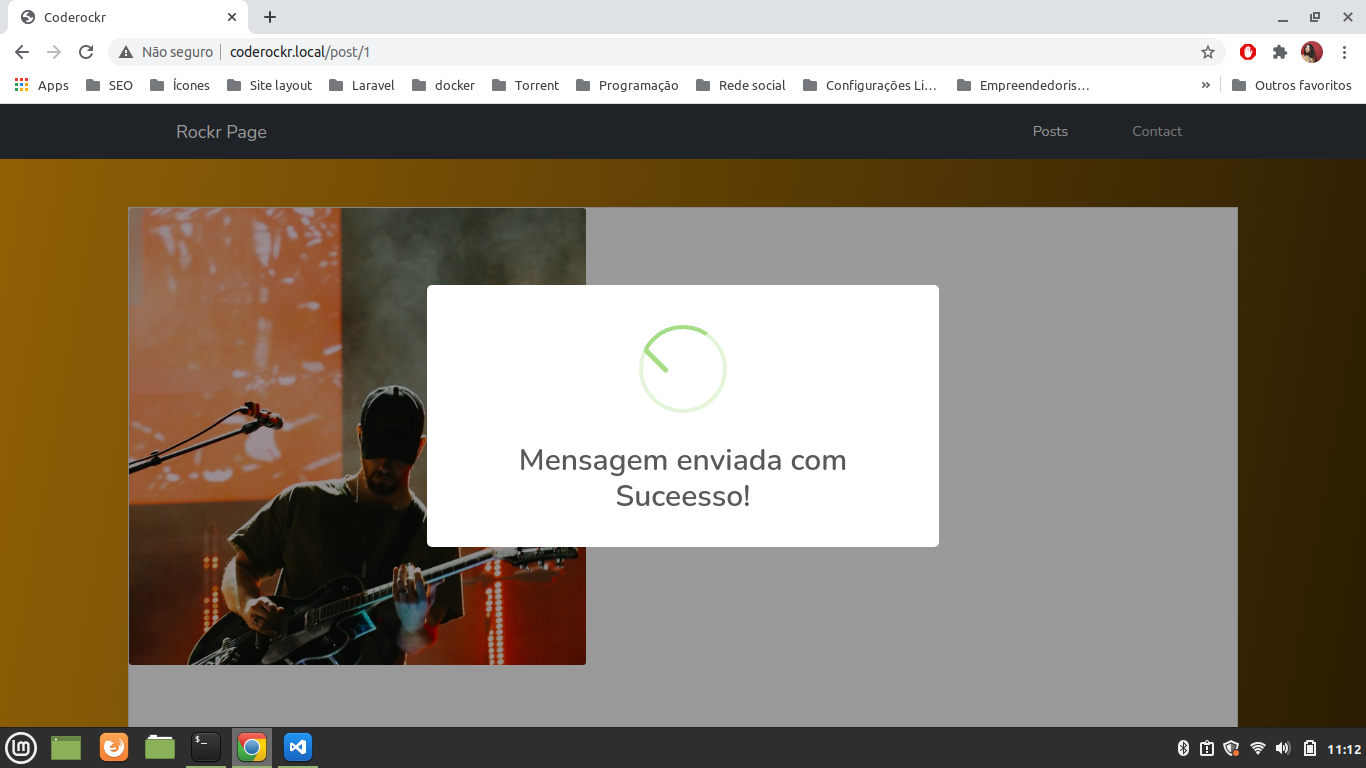 Coderockr
Não seguro
coderockr.local/post/1
Apps
SEO
Ícones
Site layout
Laravel
docker
Torrent
Programação
Rede social
Configurações Li...
Empreendedoris...
»
Outros favoritos
Rockr Page
Posts
Contact
Mensagem enviada com
Suceesso!
$_
11:12